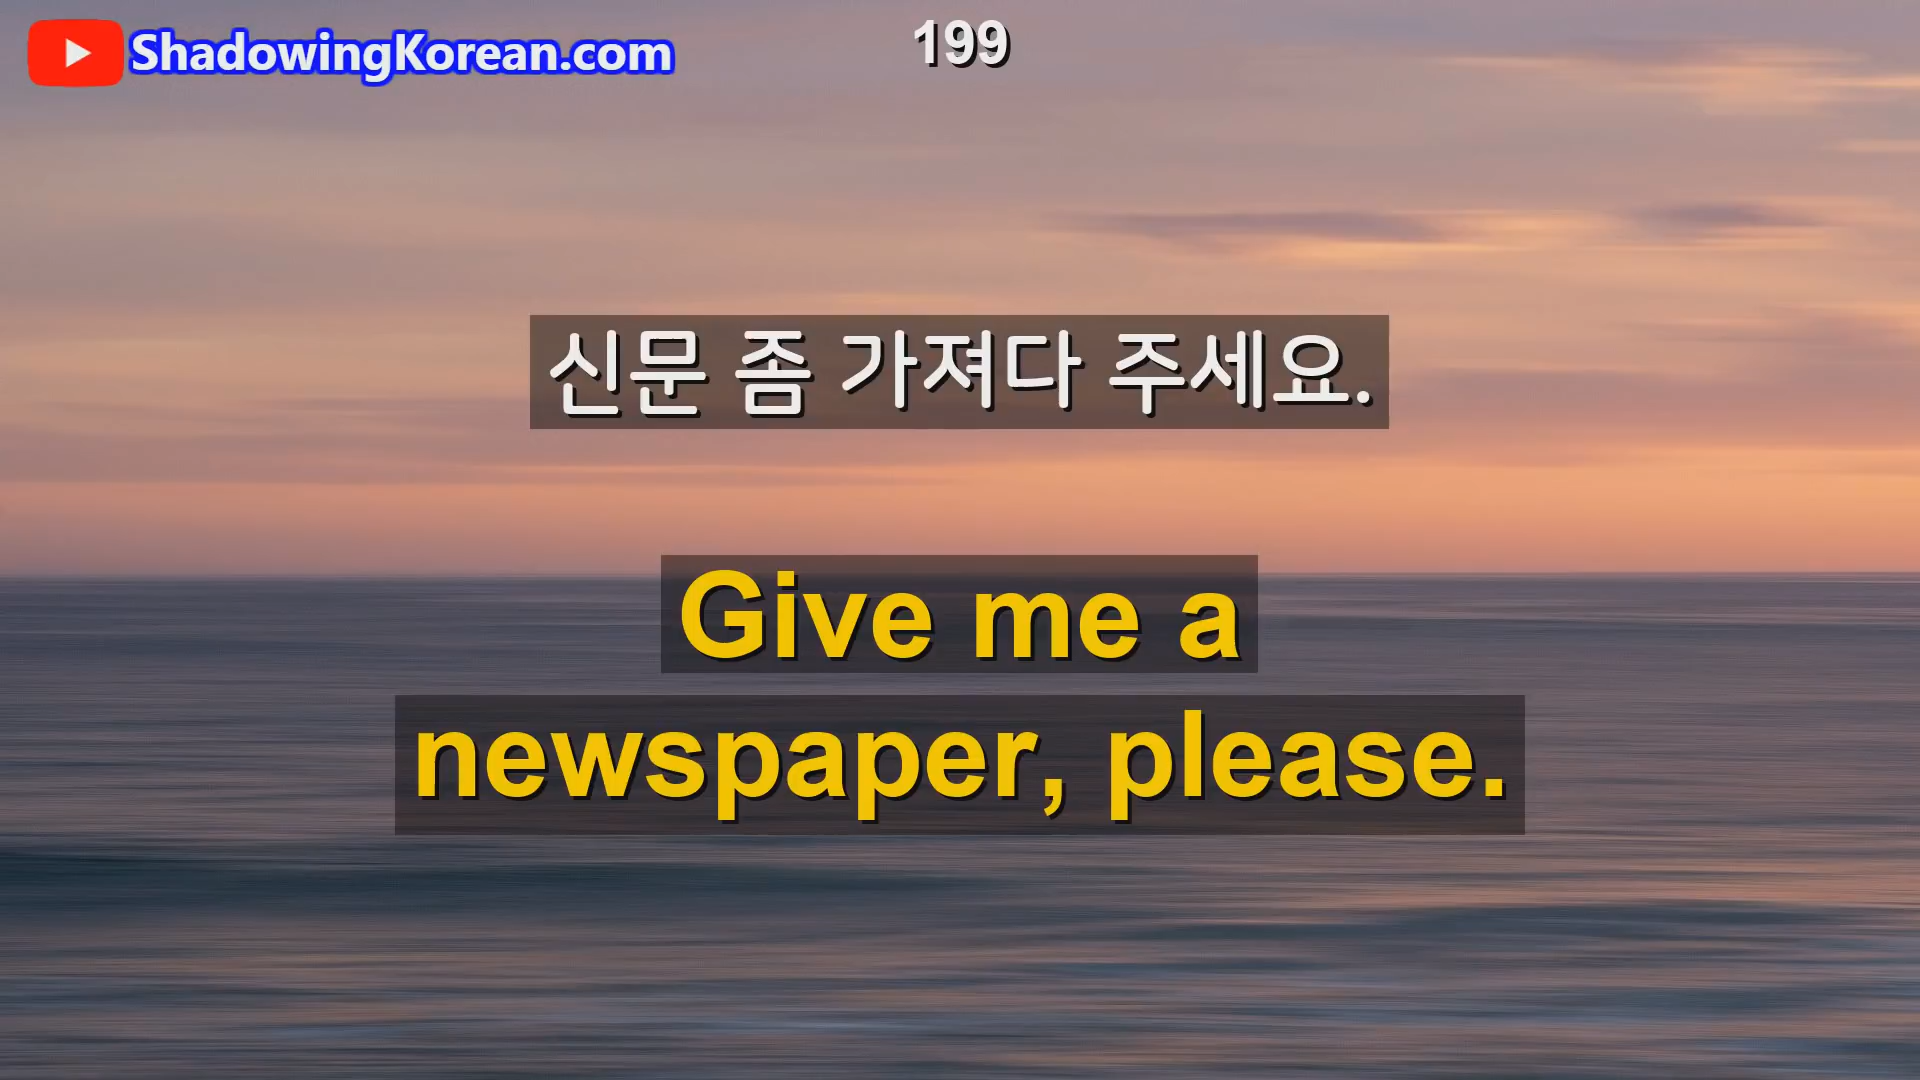 ShadowingKorean.com
199
신문 좀 가져다 주세요.
Give me a
newspaper, please.